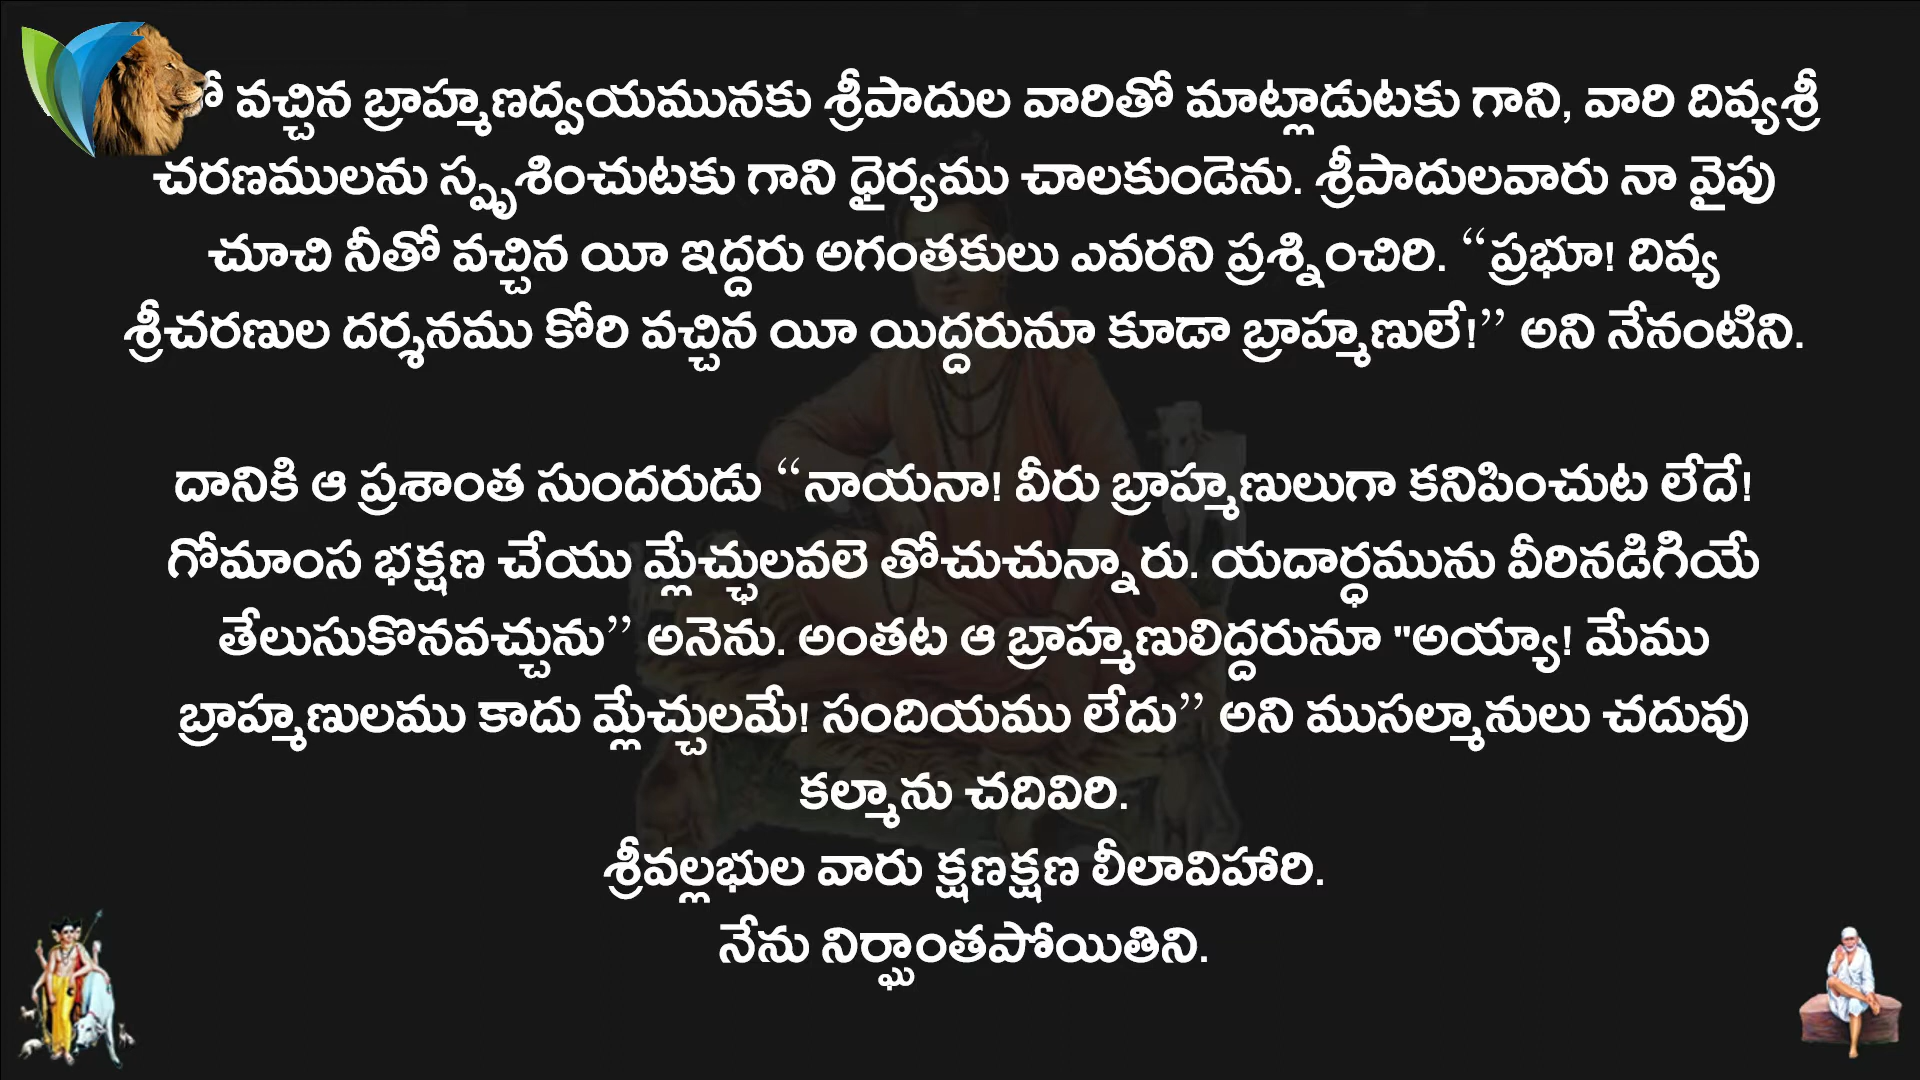 వచ్చిన బ్రాహ్మణద్వయమునకు శ్రీపాదుల వారితో మాట్లాడుటకు గాని, వారి దివ్యశ్రీ
చరణములను స్పృశించుటకు గాని ధైర్యము చాలకుండెను. శ్రీపాదులవారు నా వైపు
చూచి నీతో వచ్చిన యీ ఇద్దరు అగంతకులు ఎవరని ప్రశ్నించిరి. “ప్రభూ! దివ్య
శ్రీచరణుల దర్శనము కోరి వచ్చిన యీ యిద్దరునూ కూడా బ్రాహ్మణులే!” అని నేనంటిని.
దానికి ఆ ప్రశాంత సుందరుడు “నాయనా! వీరు బ్రాహ్మణులుగా కనిపించుట లేదే!
గోమాంస భక్షణ చేయు మ్లేచ్ఛులవలె తోచుచున్నారు. యదార్ధమును వీరినడిగియే
తేలుసుకొనవచ్చును” అనెను. అంతట ఆ బ్రాహ్మణులిద్దరునూ "అయ్యా! మేము
బ్రాహ్మణులము కాదు మ్లేచ్చులమే! సందియము లేదు” అని ముసల్మానులు చదువు
కల్మాను చదివిరి.
శ్రీవల్లభుల వారు క్షణక్షణ లీలావిహారి.
నేను నిర్ఘాంతపోయితిని.